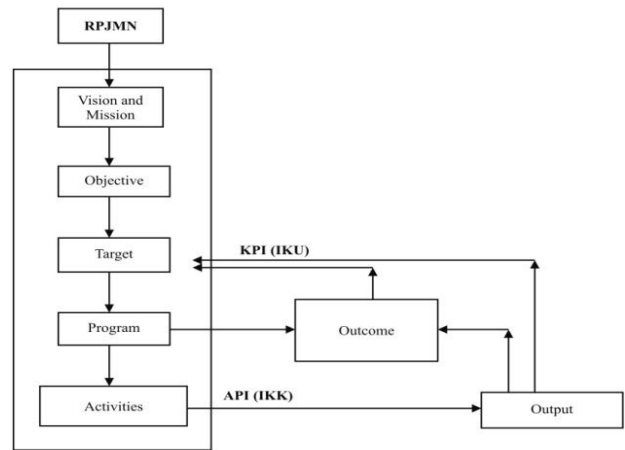 RPJMN
Vision and
Mission
Objective
Target
KPI (IKU)
Program
Outcome
Activities
API (IKK)
Output